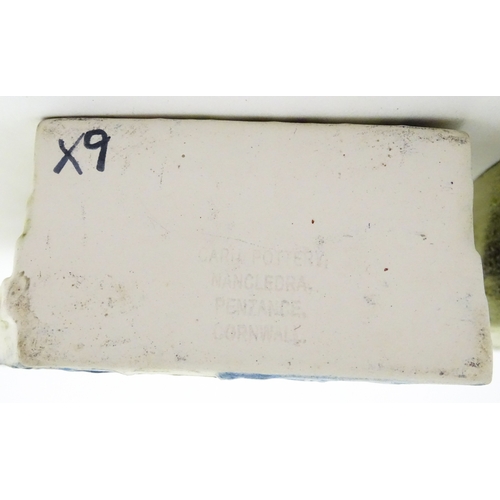 X9
CARN POTTERY,
NANCLEDRA,
PENZANCE,
CORNWALL